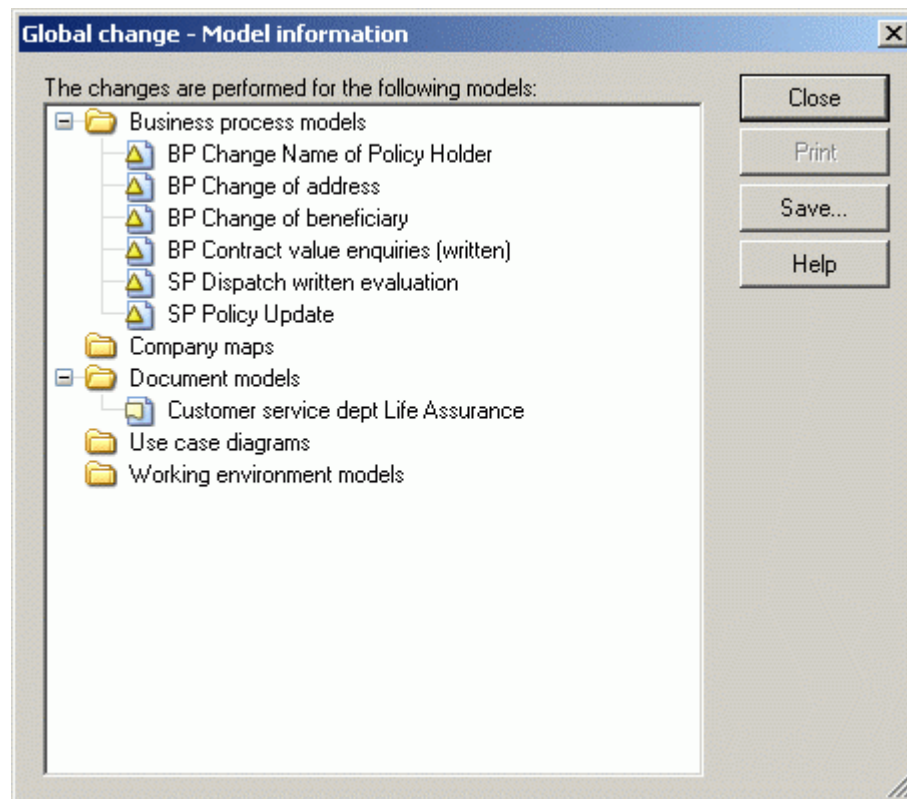 Global change - Model information
The changes are performed for the following models:
Business process models
BP Change Name of Policy Holder
BP Change of address
BP Change of beneficiary
BP Contract value enquiries (written)
SP Dispatch written evaluation
SP Policy Update
Company maps
Document models
Customer service dept Life Assurance
Use case diagrams
Working environment models
Close
Print
Save...
Help